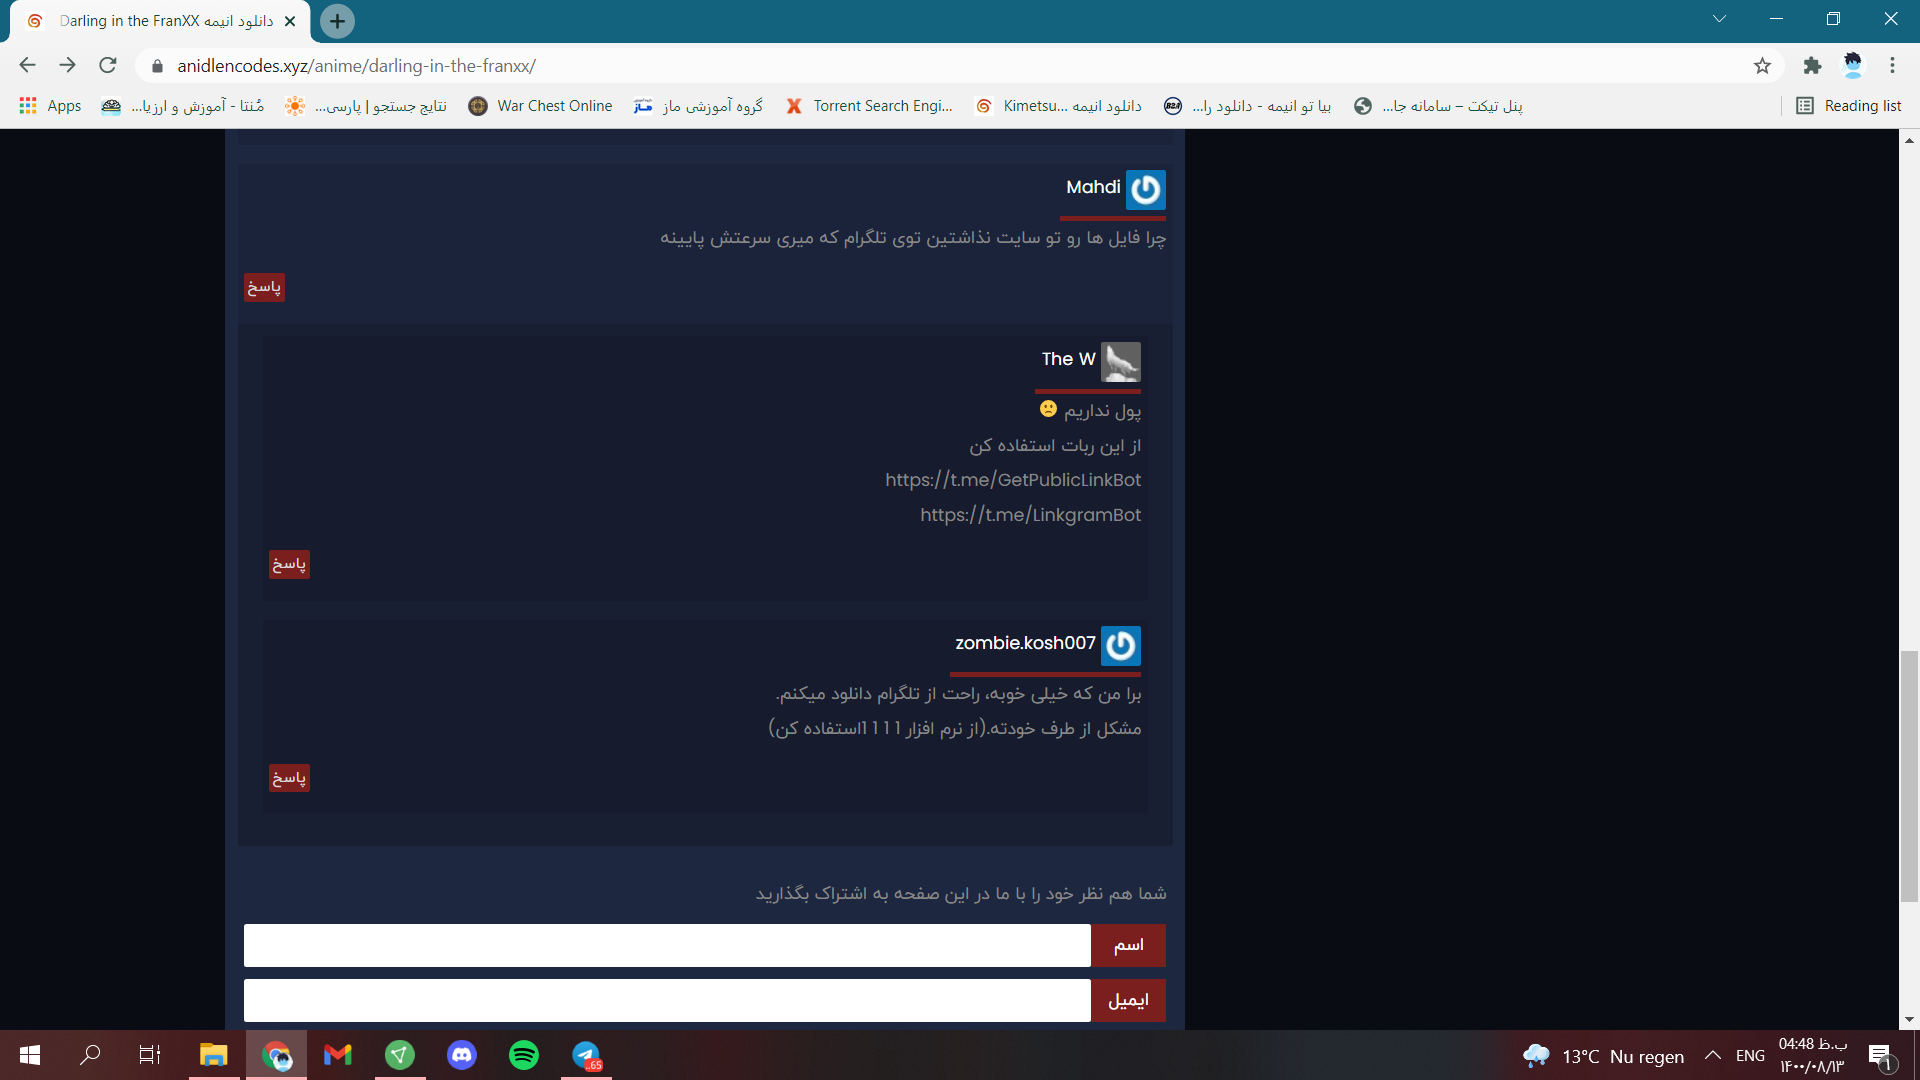 دانلود انیمه Darling in the FranXX
anidlencodes.xyz/anime/darling-in-the-franxx/
Apps
مُنتا - آموزش و ارزیا...
نتایج جستجو | پارسی...
War Chest Online
گروه آموزشی ماز
Torrent Search Engi...
دانلود انیمه Kimetsu...
بیا تو انیمه - دانلود را...
پنل تیکت – سامانه جا...
Reading list
Mahdi
چرا فایل ها رو تو سایت نذاشتین توی تلگرام که میری سرعتش پایینه
پاسخ
The W
پول نداریم 🙁
از این ربات استفاده کن
https://t.me/GetPublicLinkBot
https://t.me/LinkgramBot
پاسخ
zombie.kosh007
برا من که خیلی خوبه، راحت از تلگرام دانلود میکنم.
مشکل از طرف خودته.(از نرم افزار 1111استفاده کن)
پاسخ
شما هم نظر خود را با ما در این صفحه به اشتراک بگذارید
اسم
ایمیل
..65
13°C Nu regen
ENG
04:48 ب.ظ
۱۴۰۰/۰۸/۱۳
۱